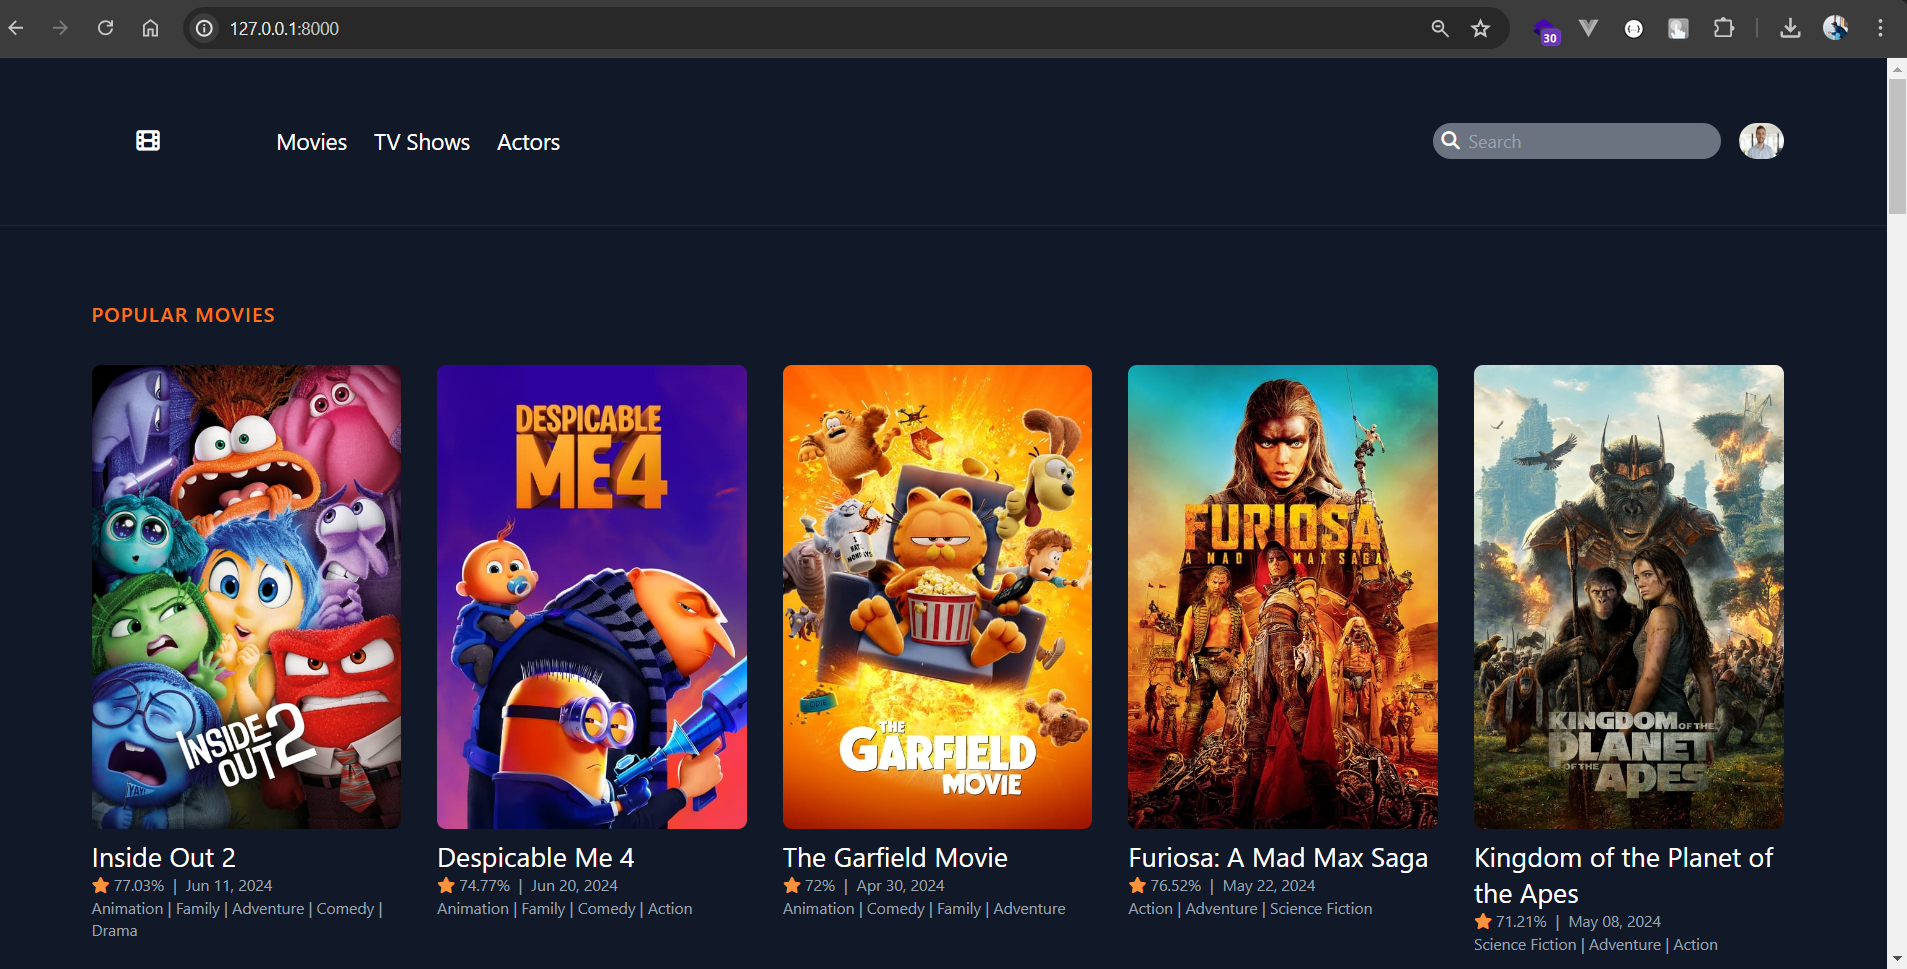 127.0.0.1:8000
30
Movies TV Shows Actors
Search
POPULAR MOVIES
DESPICABLE
ME4
I
HATE
MONDAYS
FURIOSA
A MAD MAX SAGA
ODIE
INSIDE
OUT 2
YAY!
THE
GARFIELD
MOVIE
KINGDOM OF THE
PLANET
OF THE APES
Inside Out 2
77.03% | Jun 11, 2024
Animation | Family | Adventure | Comedy |
Drama
Despicable Me 4
74.77% | Jun 20, 2024
Animation | Family | Comedy | Action
The Garfield Movie
72% | Apr 30, 2024
Animation | Comedy | Family | Adventure
Furiosa: A Mad Max Saga
76.52% | May 22, 2024
Action | Adventure | Science Fiction
Kingdom of the Planet of
the Apes
71.21% | May 08, 2024
Science Fiction | Adventure | Action